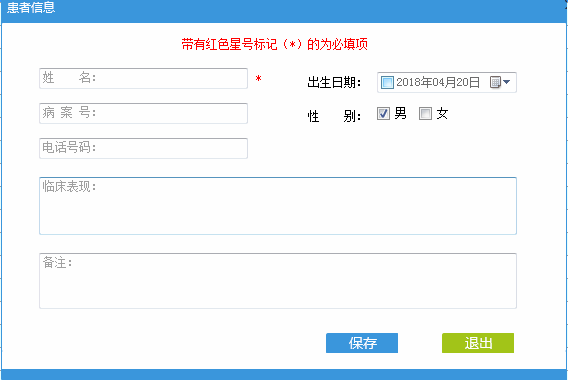 患者信息
带有红色星号标记（*）的为必填项
姓    名： *
出生日期： 2018年04月20日
病 案 号：
性    别： 男 女
电话号码：
临床表现：
备注：
保存 退出